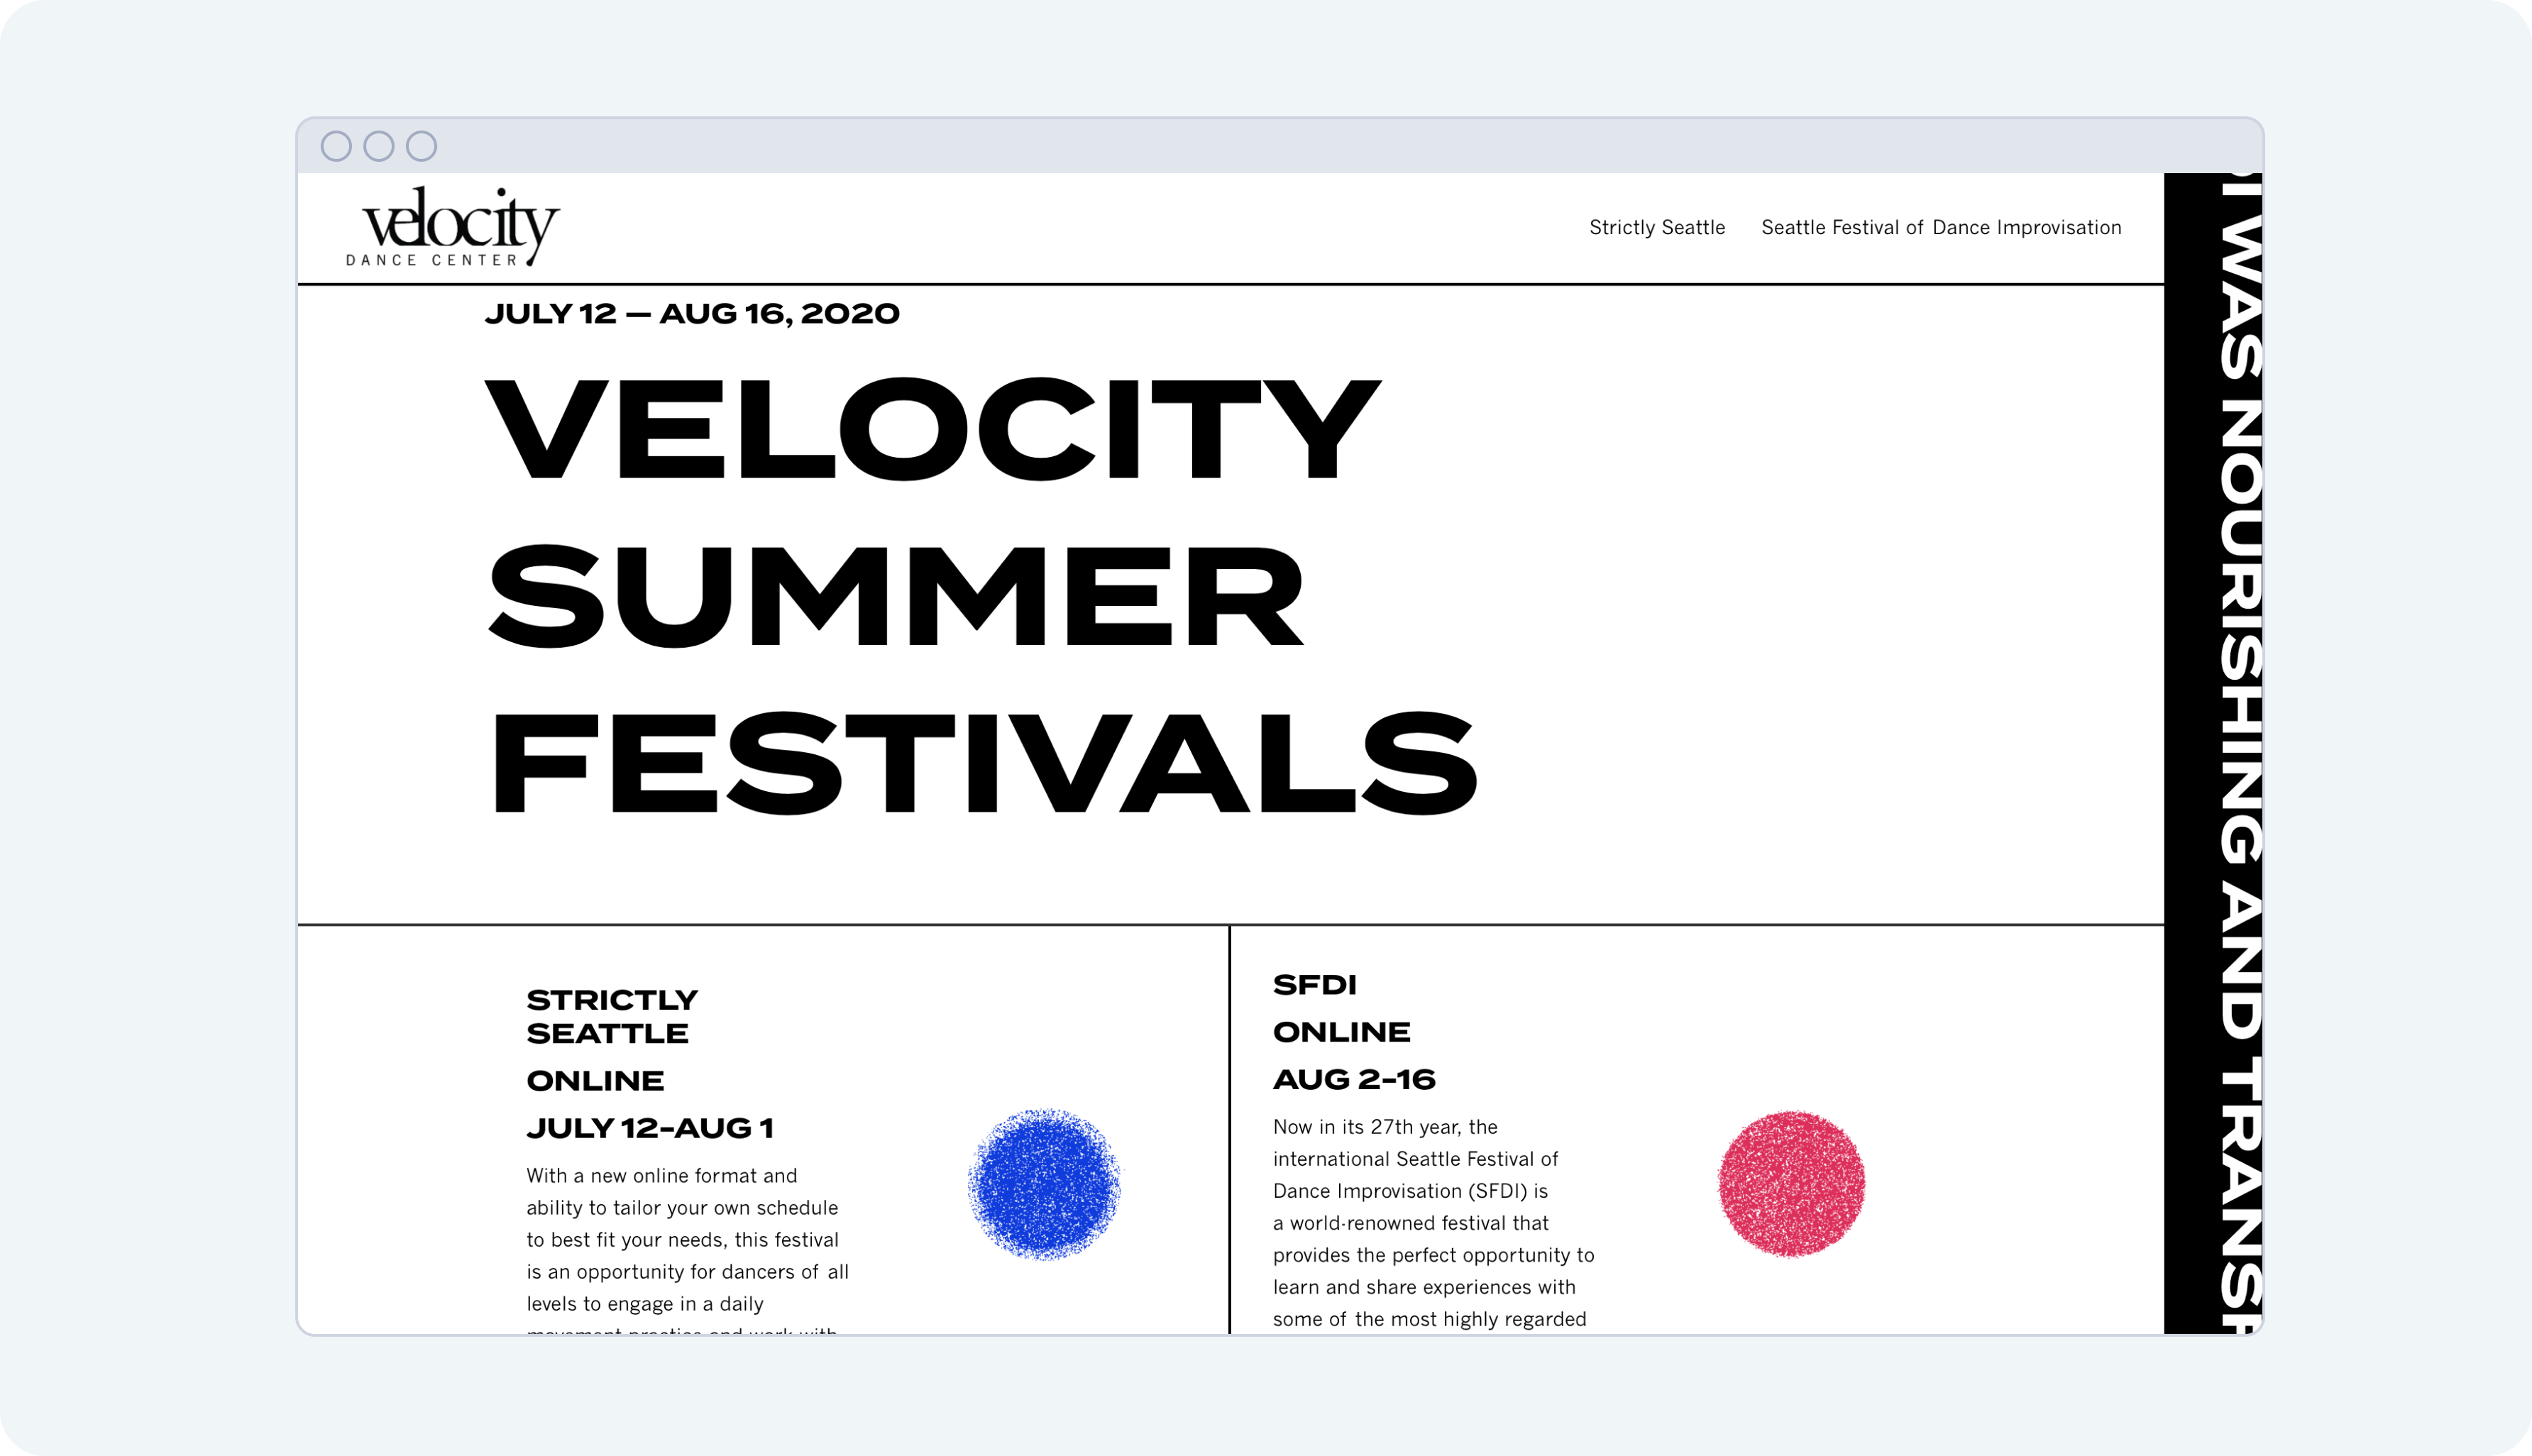 velocity
DANCE CENTER
Strictly Seattle
Seattle Festival of Dance Improvisation
JULY 12 — AUG 16, 2020
VELOCITY
SUMMER
FESTIVALS
STRICTLY
SEATTLE
ONLINE
JULY 12–AUG 1
With a new online format and
ability to tailor your own schedule
to best fit your needs, this festival
is an opportunity for dancers of all
levels to engage in a daily
movement practice and work with
SFDI
ONLINE
AUG 2–16
Now in its 27th year, the
international Seattle Festival of
Dance Improvisation (SFDI) is
a world-renowned festival that
provides the perfect opportunity to
learn and share experiences with
some of the most highly regarded
WAS NOURISHING AND